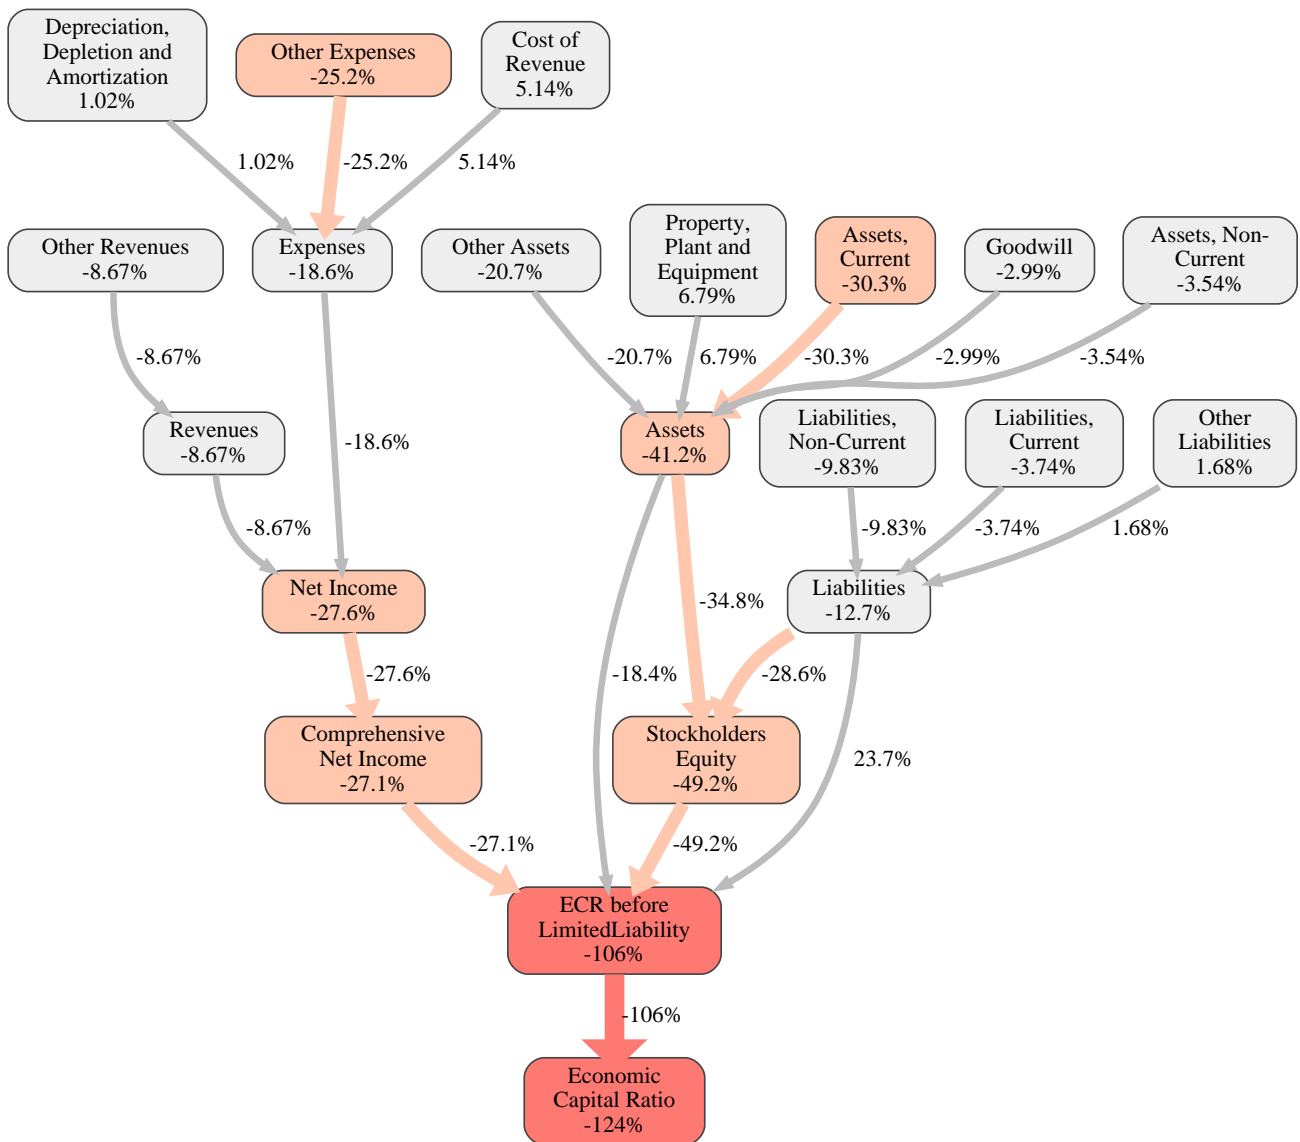 Depreciation,
Depletion and
Amortization
1.02%
Other Expenses
-25.2%
Cost of
Revenue
5.14%
1.02%
-25.2%
5.14%
Other Revenues
-8.67%
Expenses
-18.6%
Other Assets
-20.7%
Property,
Plant and
Equipment
6.79%
Assets,
Current
-30.3%
Goodwill
-2.99%
Assets, Non-
Current
-3.54%
-8.67%
-20.7%
6.79%
-30.3%
-2.99%
-3.54%
Revenues
-8.67%
-18.6%
Assets
-41.2%
Liabilities,
Non-Current
-9.83%
Liabilities,
Current
-3.74%
Other
Liabilities
1.68%
-8.67%
-9.83%
-3.74%
1.68%
Net Income
-27.6%
-34.8%
Liabilities
-12.7%
-27.6%
-18.4%
-28.6%
Comprehensive
Net Income
-27.1%
Stockholders
Equity
-49.2%
23.7%
-27.1%
-49.2%
ECR before
LimitedLiability
-106%
-106%
Economic
Capital Ratio
-124%